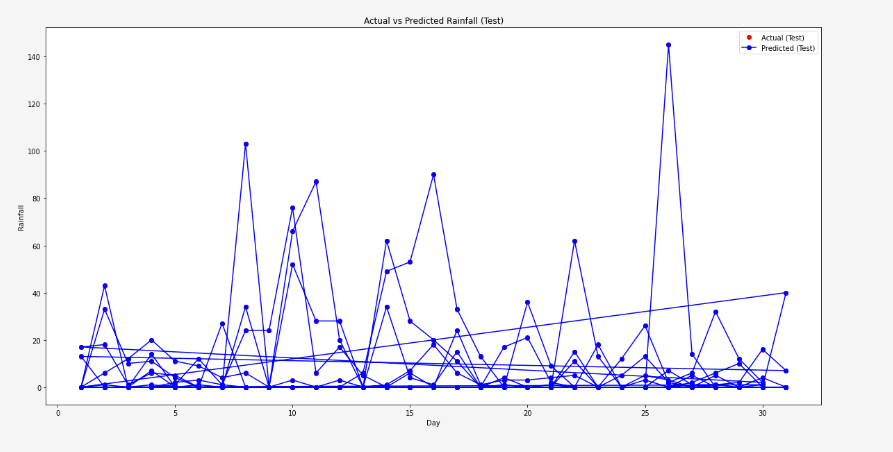 Actual vs Predicted Rainfall (Test)
Actual (Test)
Predicted (Test)
140
120
100
80
60
40
20
0
Rainfall
0 5 10 15 20 25 30
Day